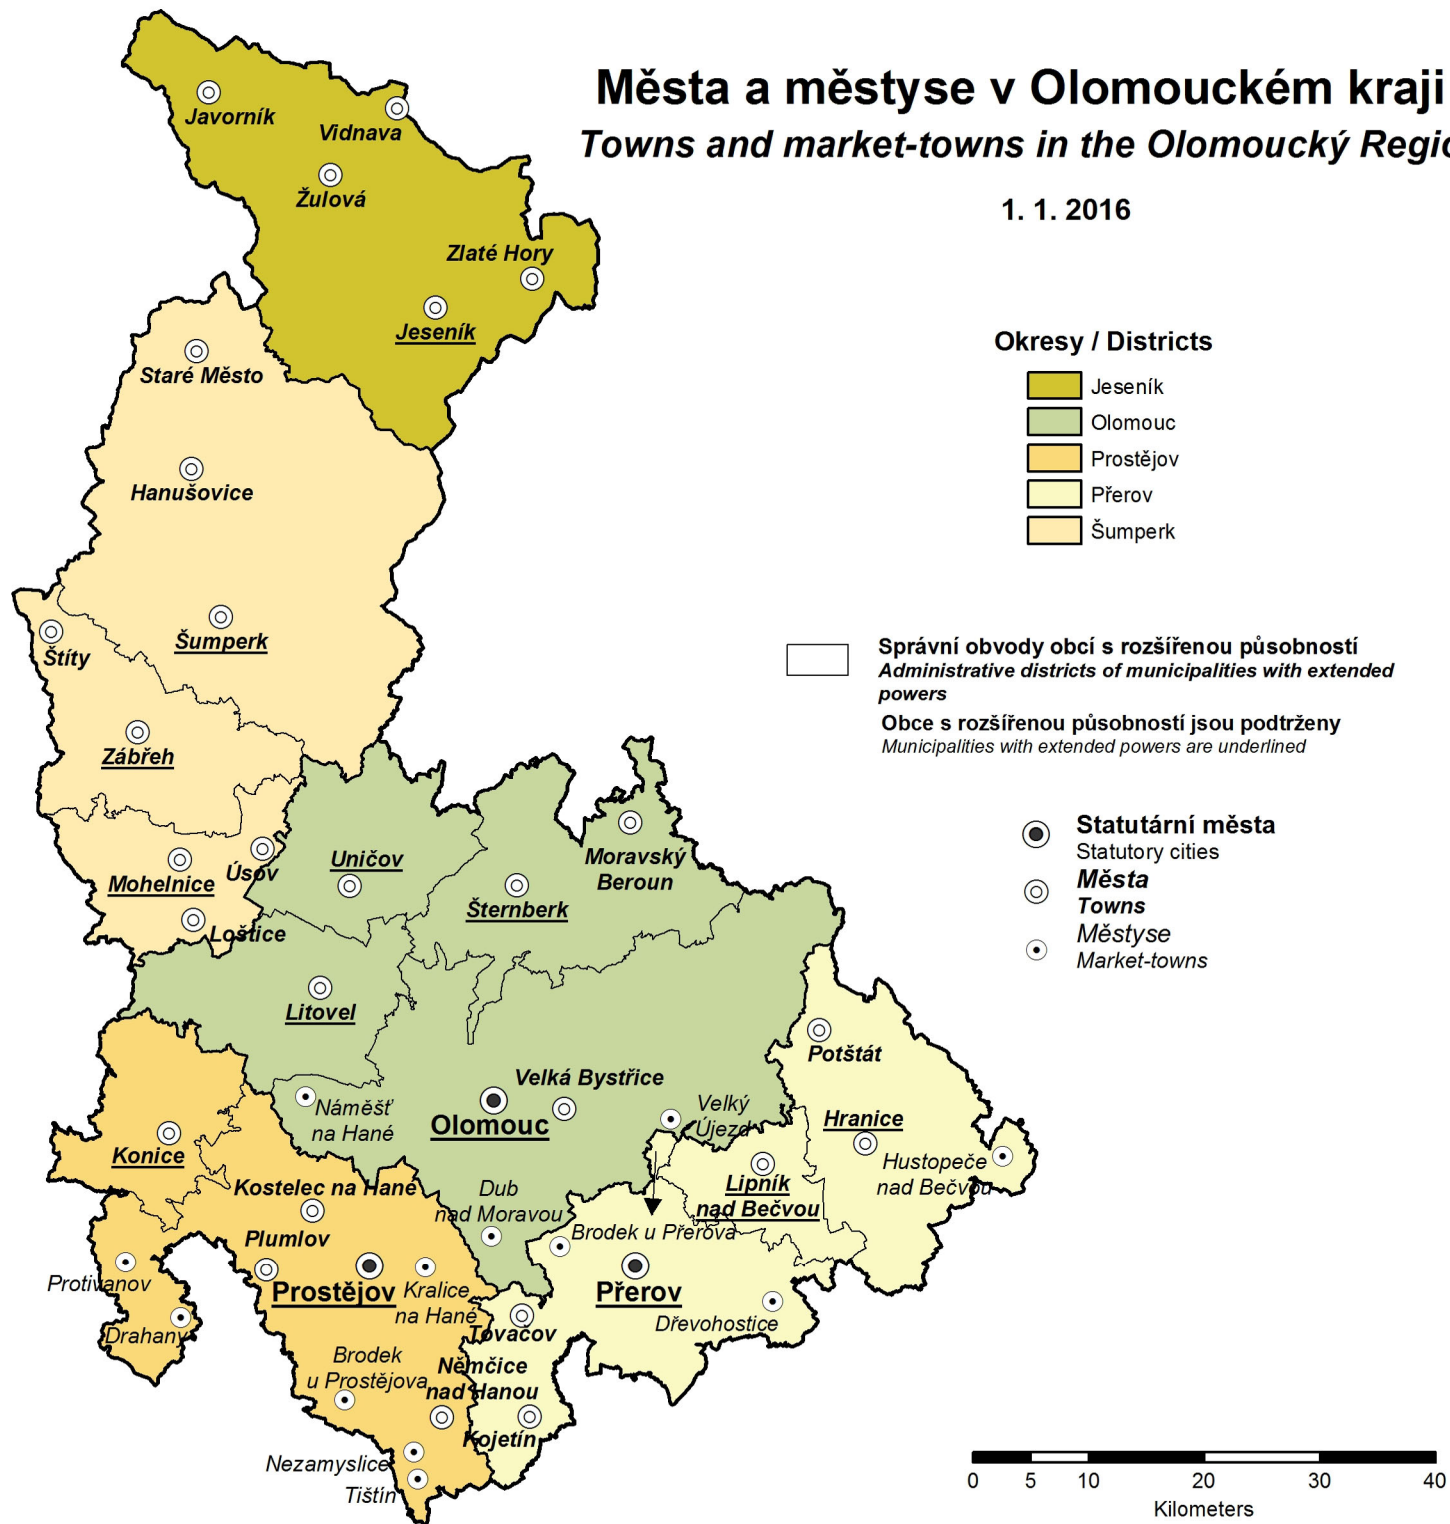 Města a městyse v Olomouckém kraji
Towns and market-towns in the Olomoucký Regio
1. 1. 2016
Javorník
Vidnava
Žulová
Zlaté Hory
Jeseník
Staré Město
Hanušovice
Šumperk
Štíty
Zábřeh
Mohelnice
Úsov
Loštice
Uničov
Šternberk
Moravský
Beroun
Litovel
Náměšť
na Hané
Olomouc
Velká Bystřice
Velký
Újezd
Potštát
Hranice
Hustopeče
nad Bečvou
Lipník
nad Bečvou
Konice
Kostelec na Hané
Plumlov
Dub
nad Moravou
Brodek u Přerova
Protivanov
Prostějov
Kralice
na Hané
Přerov
Drahany
Tovačov
Dřevohostice
Brodek
u Prostějova
Němčice
nad Hanou
Kojetín
Nezamyslice
Tištín
Okresy / Districts
Jeseník
Olomouc
Prostějov
Přerov
Šumperk
Správní obvody obcí s rozšířenou působností
Administrative districts of municipalities with extended
powers
Obce s rozšířenou působností jsou podtrženy
Municipalities with extended powers are underlined
Statutární města
Statutory cities
Města
Towns
Městyse
Market-towns
0 5 10 20 30 40
Kilometers